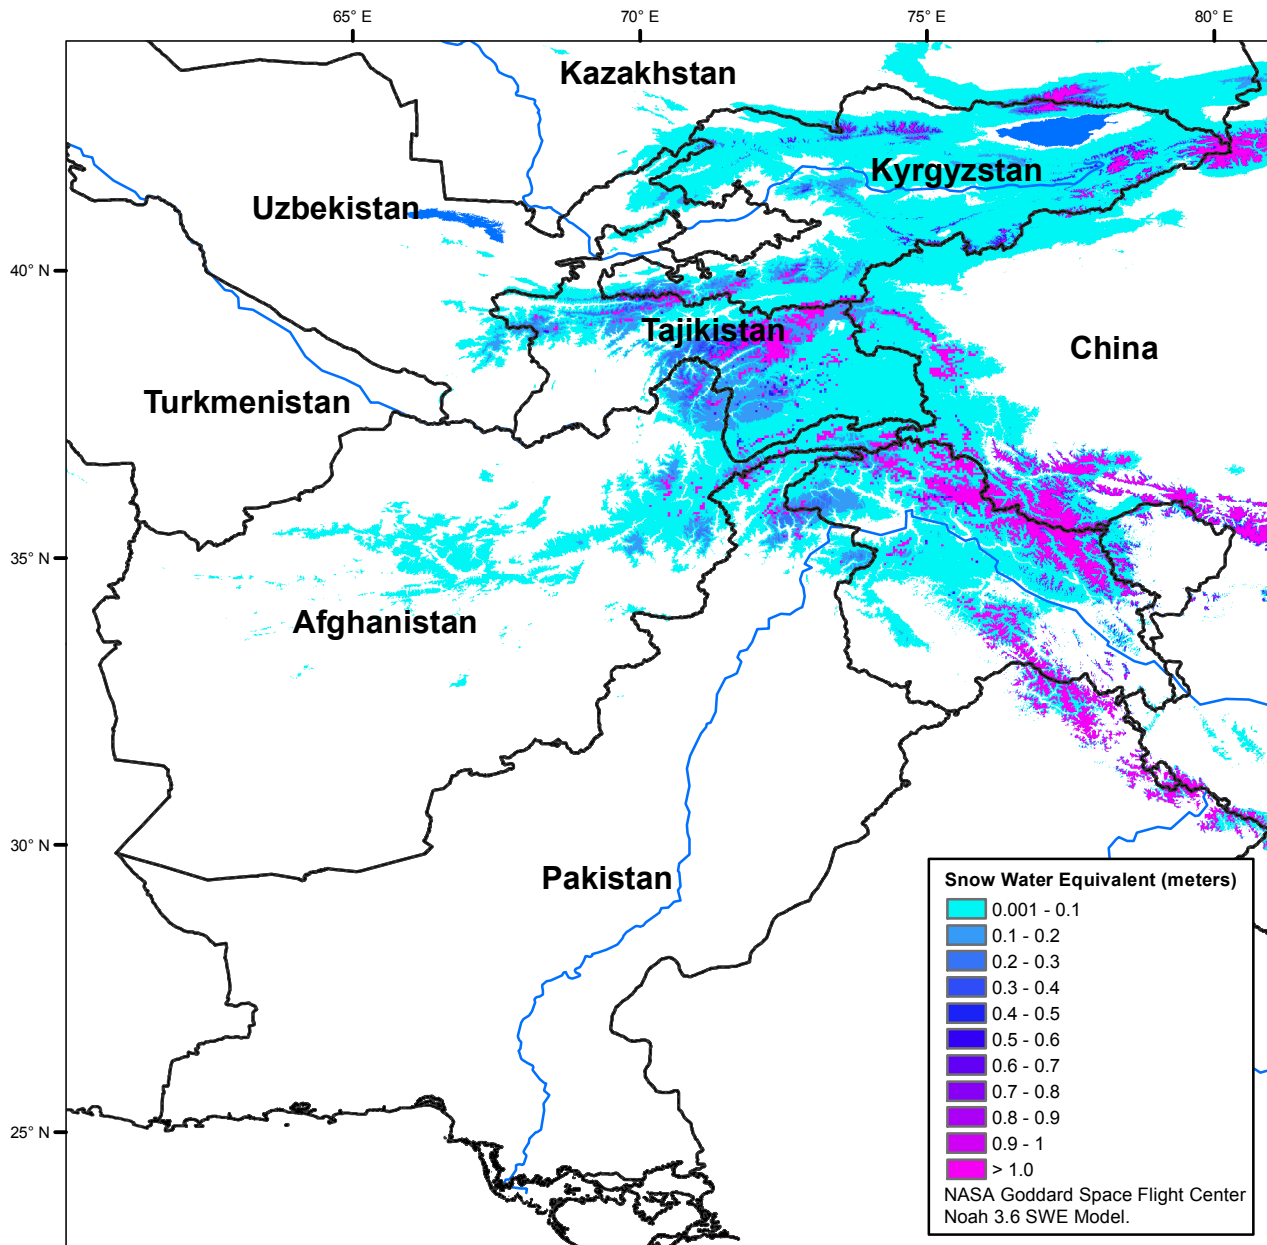 65° E
70° E
75° E
80° E
Kazakhstan
Kyrgyzstan
Uzbekistan
40° N
Tajikistan
China
Turkmenistan
35° N
Afghanistan
30° N
Pakistan
25° N
Snow Water Equivalent (meters)
0.001 - 0.1
0.1 - 0.2
0.2 - 0.3
0.3 - 0.4
0.4 - 0.5
0.5 - 0.6
0.6 - 0.7
0.7 - 0.8
0.8 - 0.9
0.9 - 1
> 1.0
NASA Goddard Space Flight Center
Noah 3.6 SWE Model.